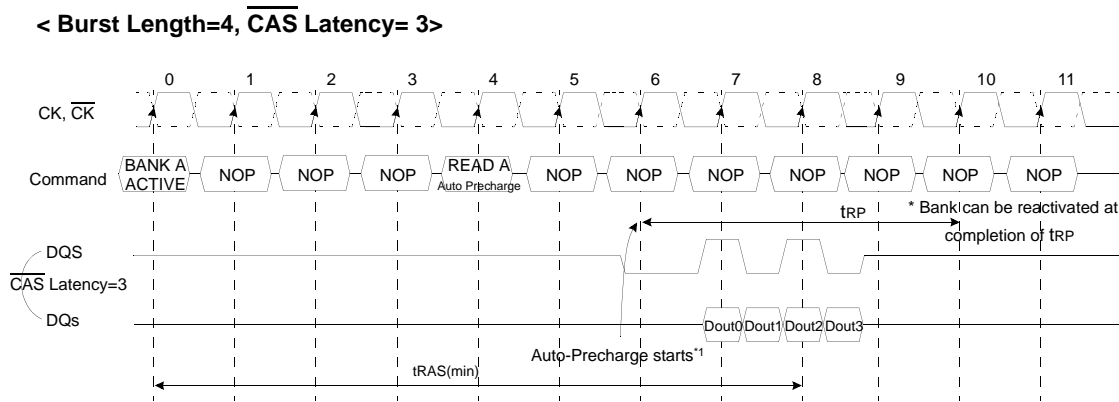 < Burst Length=4, CAS Latency= 3>
0 1 2 3 4 5 6 7 8 9 10 11
CK, CK
Command BANK A ACTIVE NOP NOP NOP READ A Auto Precharge NOP NOP NOP NOP NOP NOP NOP
tRP * Bank can be reactivated at
completion of tRP
DQS
CAS Latency=3
DQs Dout0 Dout1 Dout2 Dout3
Auto-Precharge starts*1
tRAS(min)